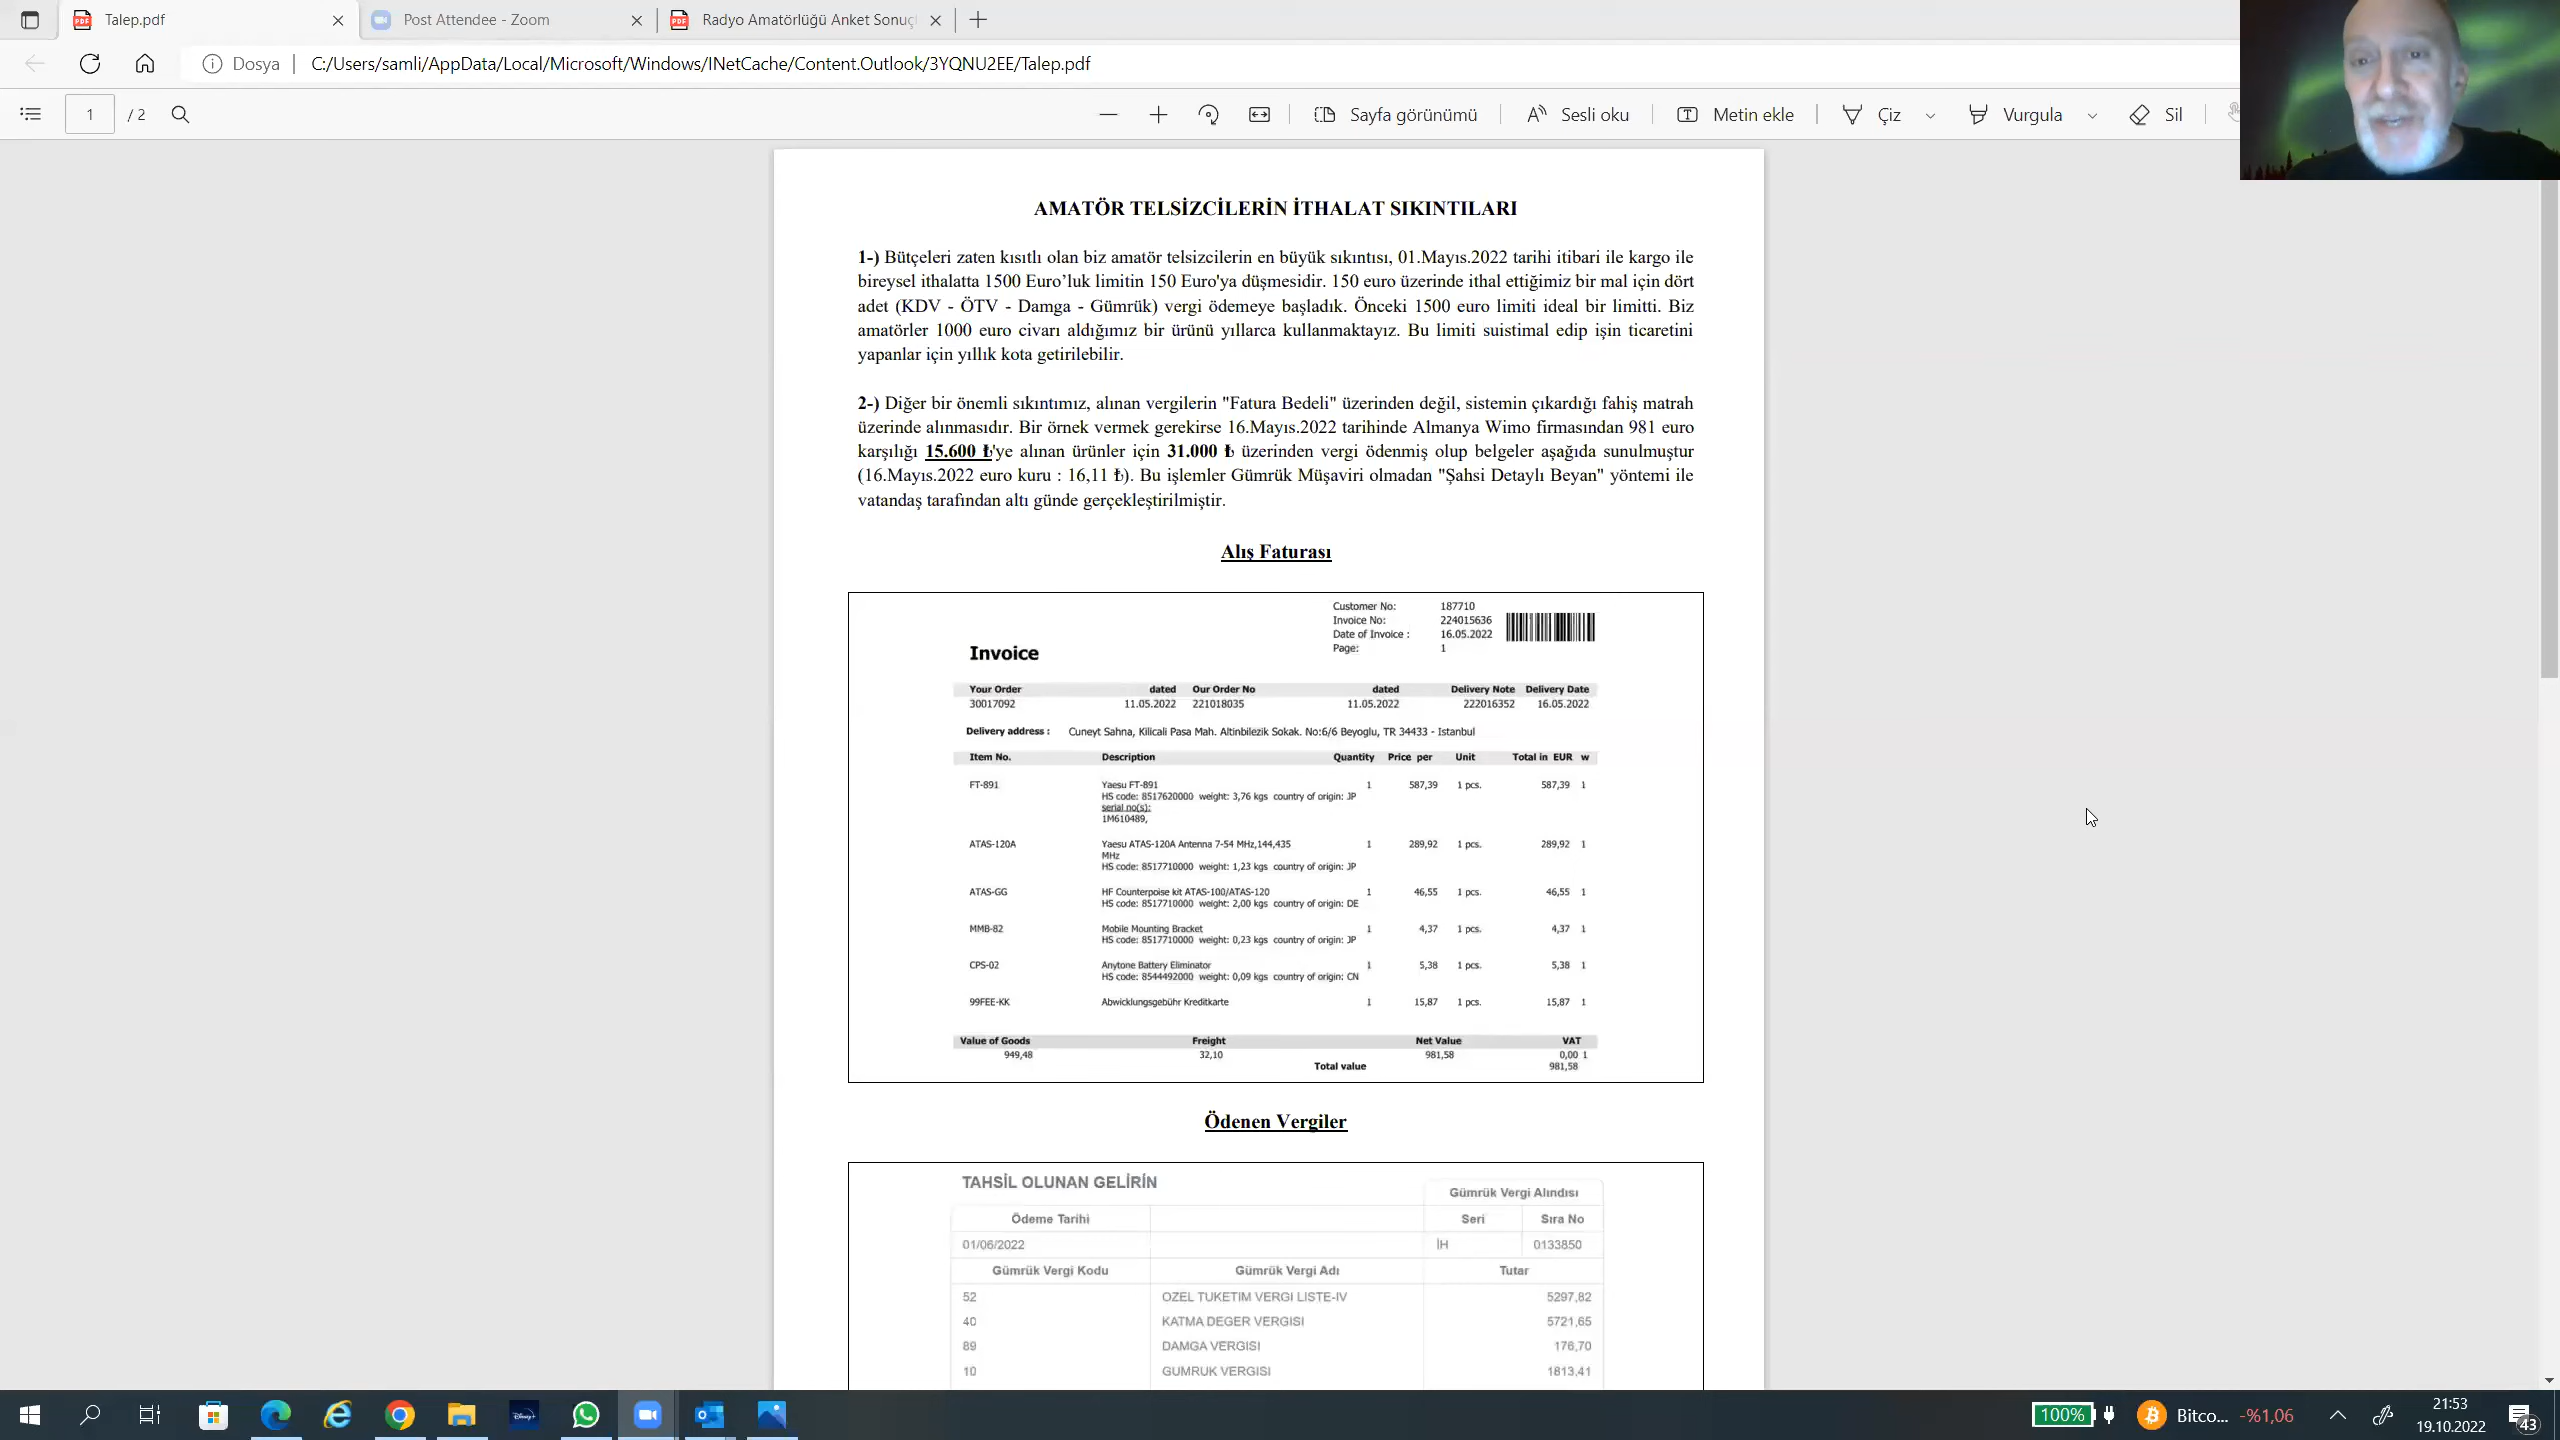 Talep.pdf
Post Attendee - Zoom
Radyo Amatörlüğü Anket Sonuç
Dosya
C:/Users/samli/AppData/Local/Microsoft/Windows/INetCache/Content.Outlook/3YQNU2EE/Talep.pdf
1 / 2
Sayfa görünümü
Sesli oku
Metin ekle
Çiz
Vurgula
Sil
AMATÖR TELSİZCİLERİN İTHALAT SIKINTILARI
1-) Bütçeleri zaten kısıtlı olan biz amatör telsizcilerin en büyük sıkıntısı, 01.Mayıs.2022 tarihi itibari ile kargo ile
bireysel ithalatta 1500 Euro’luk limitin 150 Euro'ya düşmesidir. 150 euro üzerinde ithal ettiğimiz bir mal için dört
adet (KDV - ÖTV - Damga - Gümrük) vergi ödemeye başladık. Önceki 1500 euro limiti ideal bir limitti. Biz
amatörler 1000 euro civarı aldığımız bir ürünü yıllarca kullanmaktayız. Bu limiti suistimal edip işin ticaretini
yapanlar için yıllık kota getirilebilir.
2-) Diğer bir önemli sıkıntımız, alınan vergilerin "Fatura Bedeli" üzerinden değil, sistemin çıkardığı fahiş matrah
üzerinde alınmasıdır. Bir örnek vermek gerekirse 16.Mayıs.2022 tarihinde Almanya Wimo firmasından 981 euro
karşılığı 15.600 ₺'ye alınan ürünler için 31.000 ₺ üzerinden vergi ödenmiş olup belgeler aşağıda sunulmuştur
(16.Mayıs.2022 euro kuru : 16,11 ₺). Bu işlemler Gümrük Müşaviri olmadan "Şahsi Detaylı Beyan" yöntemi ile
vatandaş tarafından altı günde gerçekleştirilmiştir.
Alış Faturası
Customer No: 187710
Invoice No: 224015636
Date of Invoice : 16.05.2022
Page: 1
Invoice
Your Order dated Our Order No dated Delivery Note Delivery Date
30017092 11.05.2022 221018035 11.05.2022 222016352 16.05.2022
Delivery address : Cuneyt Sahna, Kilicali Pasa Mah. Altinbilezik Sokak. No:6/6 Beyoglu, TR 34433 - Istanbul
Item No. Description Quantity Price per Unit Total in EUR w
FT-891 Yaesu FT-891 1 587,39 1 pcs. 587,39 1
HS code: 8517620000 weight: 3,76 kgs country of origin: JP
serial no(s):
1M610489,
ATAS-120A Yaesu ATAS-120A Antenna 7-54 MHz,144,435 1 289,92 1 pcs. 289,92 1
MHz
HS code: 8517710000 weight: 1,23 kgs country of origin: JP
ATAS-GG HF Counterpoise kit ATAS-100/ATAS-120 1 46,55 1 pcs. 46,55 1
HS code: 8517710000 weight: 2,00 kgs country of origin: DE
MMB-82 Mobile Mounting Bracket 1 4,37 1 pcs. 4,37 1
HS code: 8517710000 weight: 0,23 kgs country of origin: JP
CPS-02 Anytone Battery Eliminator 1 5,38 1 pcs. 5,38 1
HS code: 8544492000 weight: 0,09 kgs country of origin: CN
99FEE-KK Abwicklungsgebühr Kreditkarte 1 15,87 1 pcs. 15,87 1
Value of Goods Freight Net Value VAT
949,48 32,10 981,58 0,00 1
Total value 981,58
Ödenen Vergiler
TAHSİL OLUNAN GELİRİN
Gümrük Vergi Alındısı
Ödeme Tarihi Seri Sıra No
01/06/2022 İH 0133850
Gümrük Vergi Kodu Gümrük Vergi Adı Tutar
52 OZEL TUKETIM VERGI LISTE-IV 5297,82
40 KATMA DEGER VERGISI 5721,65
89 DAMGA VERGISI 176,70
10 GUMRUK VERGISI 1813,41
Disney+
100%
Bitco... -%1,06
21:53
19.10.2022
43